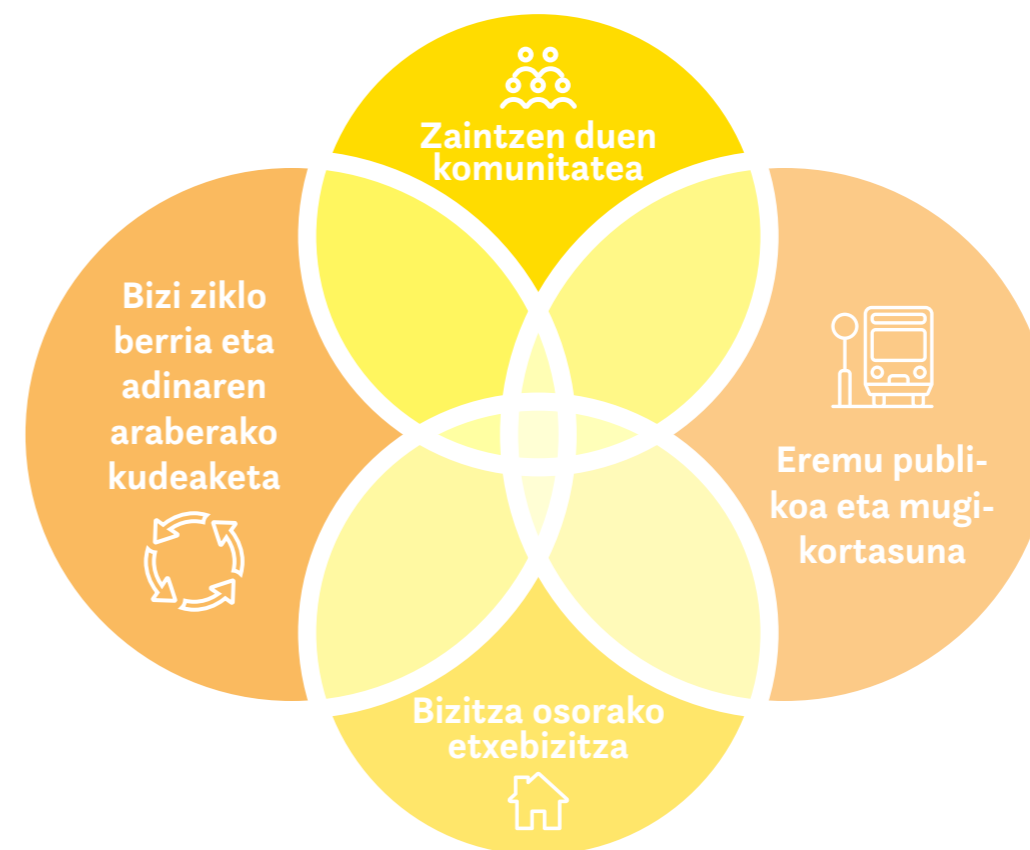 Zaintzen duen
komunitatea
Bizi ziklo
berria eta
adinaren
araberako
kudeaketa
Eremu publi-
koa eta mugi-
kortasuna
Bizitza osorako
etxebizitza